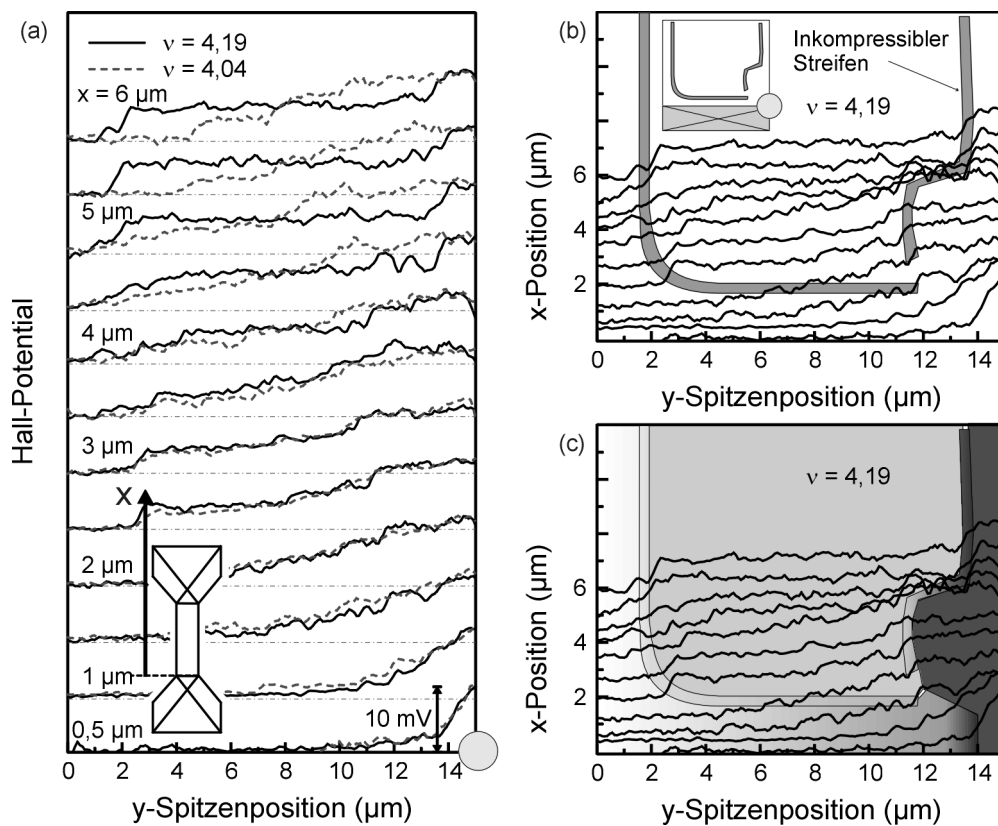 (a)
ν = 4,19
ν = 4,04
x = 6 µm
5 µm
4 µm
3 µm
2 µm
1 µm
0,5 µm
X
10 mV
Hall-Potential
0 2 4 6 8 10 12 14
y-Spitzenposition (µm)
(b)
Inkompressibler
Streifen
ν = 4,19
x-Position (µm)
6
4
2
0 2 4 6 8 10 12 14
y-Spitzenposition (µm)
(c)
ν = 4,19
x-Position (µm)
6
4
2
0 2 4 6 8 10 12 14
y-Spitzenposition (µm)